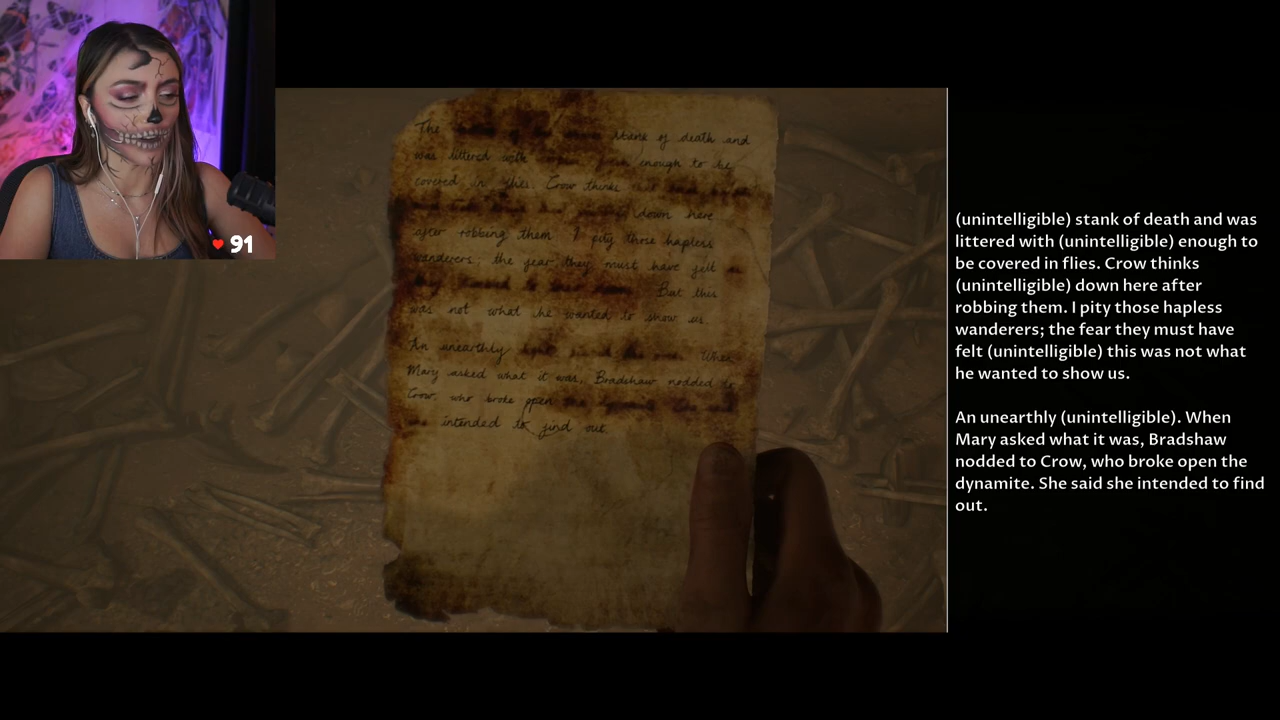 91
The stank of death and
was littered with enough to be
covered in flies. Crow thinks
down here
after robbing them. I pity those hapless
wanderers; the fear they must have felt
But this
was not what he wanted to show us.
An unearthly When
Mary asked what it was, Bradshaw nodded to
Crow, who broke open
intended to find out.
(unintelligible) stank of death and was
littered with (unintelligible) enough to
be covered in flies. Crow thinks
(unintelligible) down here after
robbing them. I pity those hapless
wanderers; the fear they must have
felt (unintelligible) this was not what
he wanted to show us.
An unearthly (unintelligible). When
Mary asked what it was, Bradshaw
nodded to Crow, who broke open the
dynamite. She said she intended to find
out.